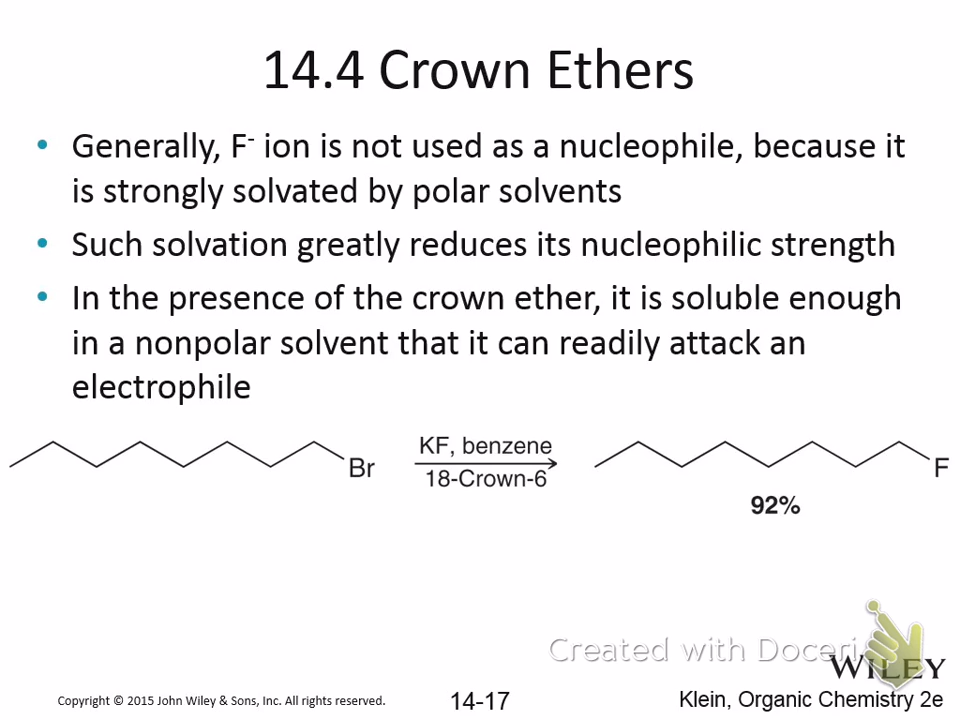 14.4 Crown Ethers
• Generally, F- ion is not used as a nucleophile, because it
is strongly solvated by polar solvents
• Such solvation greatly reduces its nucleophilic strength
• In the presence of the crown ether, it is soluble enough
in a nonpolar solvent that it can readily attack an
electrophile
Br
KF, benzene
18-Crown-6
F
92%
Created with Doceri
WILEY
Copyright © 2015 John Wiley & Sons, Inc. All rights reserved.
14-17
Klein, Organic Chemistry 2e